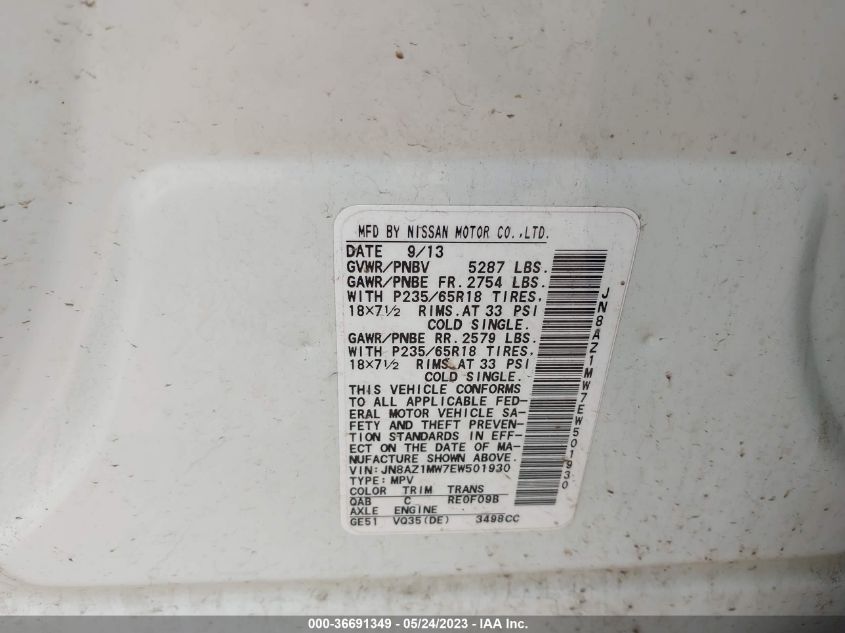 MFD BY NISSAN MOTOR CO.,LTD.
DATE 9/13
GVWR/PNBV 5287 LBS.
GAWR/PNBE FR. 2754 LBS.
WITH P235/65R18 TIRES,
18×7½ RIMS.AT 33 PSI
COLD SINGLE.
GAWR/PNBE RR. 2579 LBS.
WITH P235/65R18 TIRES,
18×7½ RIMS.AT 33 PSI
COLD SINGLE.
THIS VEHICLE CONFORMS
TO ALL APPLICABLE FED-
ERAL MOTOR VEHICLE SA-
FETY AND THEFT PREVEN-
TION STANDARDS IN EFF-
ECT ON THE DATE OF MA-
NUFACTURE SHOWN ABOVE.
VIN: JN8AZ1MW7EW501930
TYPE: MPV
COLOR TRIM TRANS
QAB C RE0F09B
AXLE ENGINE
GE51 VQ35(DE) 3498CC
JN8AZ1MW7EW501930
000-36691349 - 05/24/2023 - IAA Inc.